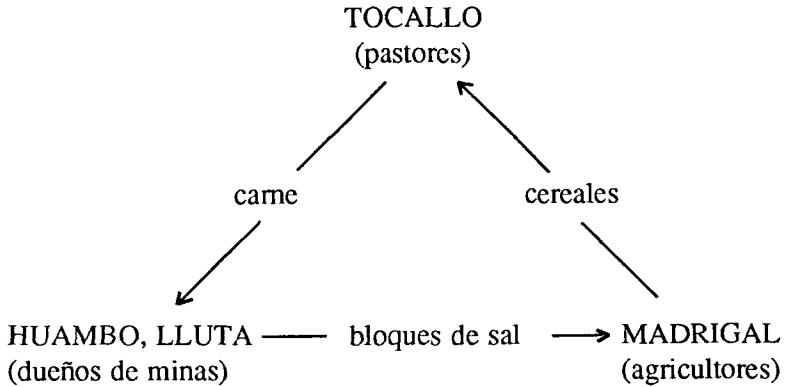 TOCALLO
(pastores)
carne cereales
HUAMBO, LLUTA bloques de sal MADRIGAL
(dueños de minas) (agricultores)